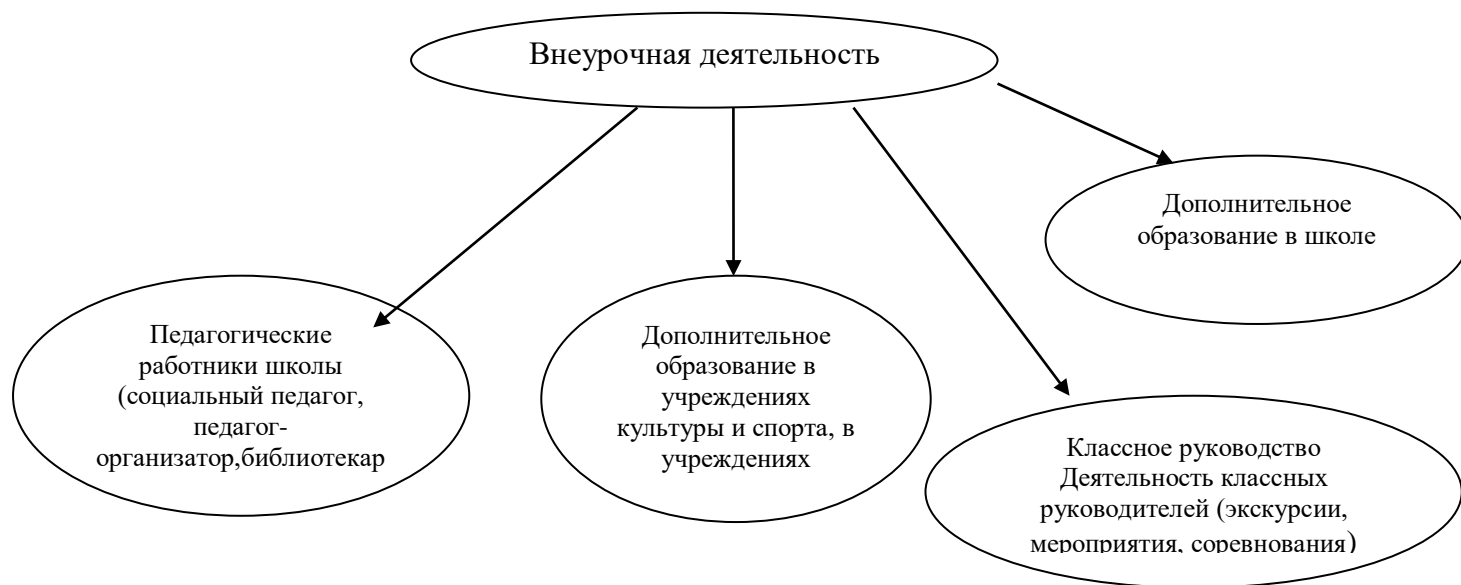 Внеурочная деятельность
Дополнительное
образование в школе
Педагогические
работники школы
(социальный педагог,
педагог-
организатор,библиотекар
Дополнительное
образование в
учреждениях
культуры и спорта, в
учреждениях
Классное руководство
Деятельность классных
руководителей (экскурсии,
мероприятия, соревнования)